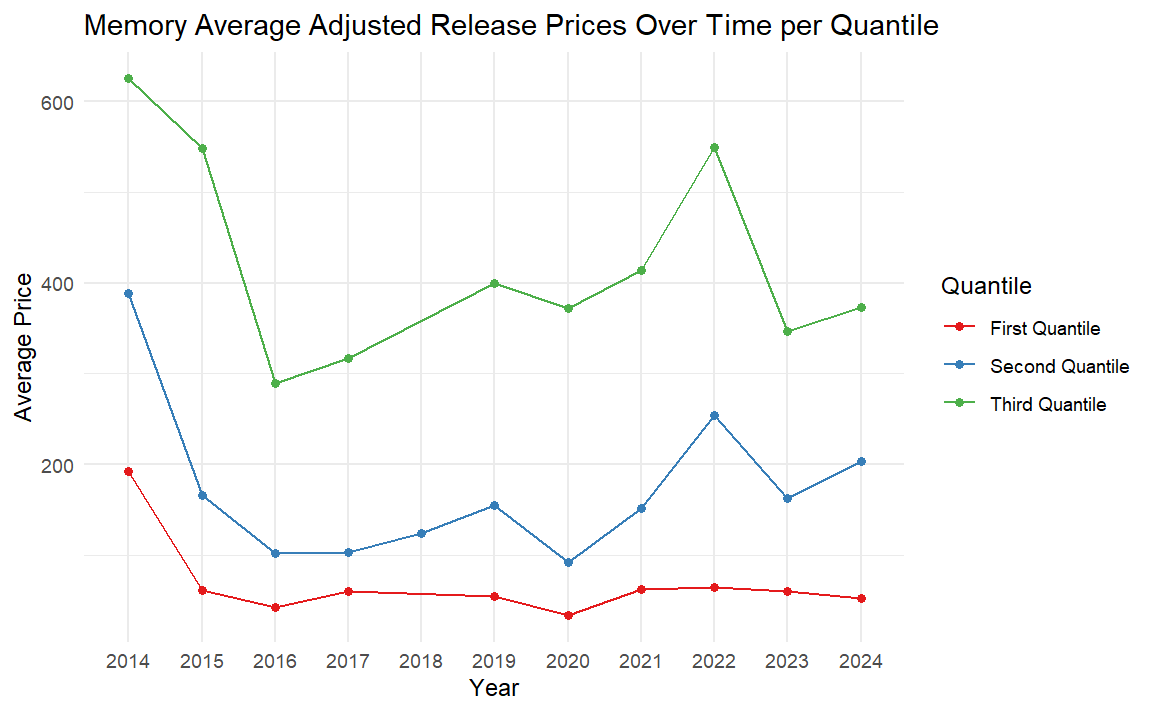 Memory Average Adjusted Release Prices Over Time per Quantile
600
400
200
Average Price
2014 2015 2016 2017 2018 2019 2020 2021 2022 2023 2024
Year
Quantile
First Quantile
Second Quantile
Third Quantile